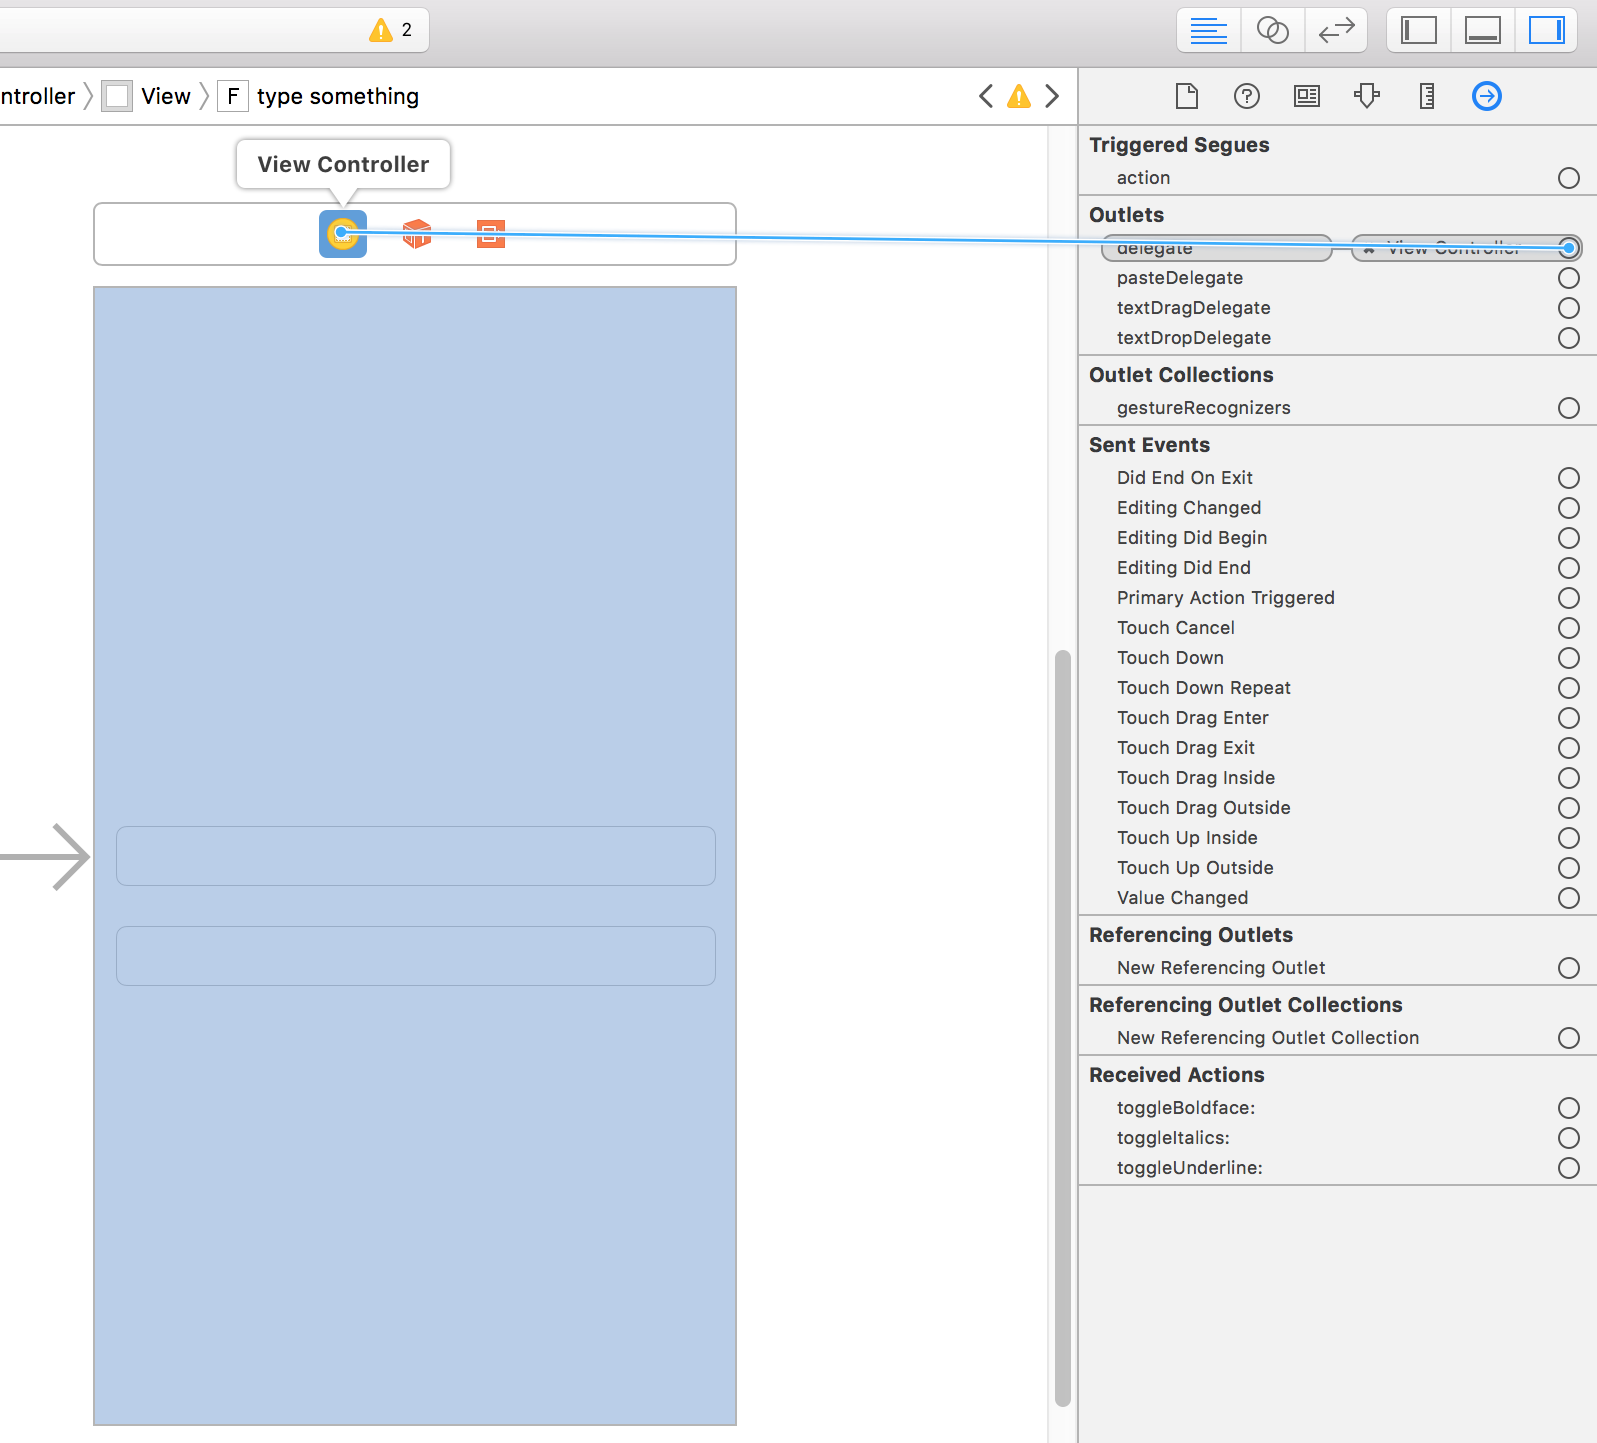 2
ntroller View F type something
View Controller
Triggered Segues
action
Outlets
delegate View Controller
pasteDelegate
textDragDelegate
textDropDelegate
Outlet Collections
gestureRecognizers
Sent Events
Did End On Exit
Editing Changed
Editing Did Begin
Editing Did End
Primary Action Triggered
Touch Cancel
Touch Down
Touch Down Repeat
Touch Drag Enter
Touch Drag Exit
Touch Drag Inside
Touch Drag Outside
Touch Up Inside
Touch Up Outside
Value Changed
Referencing Outlets
New Referencing Outlet
Referencing Outlet Collections
New Referencing Outlet Collection
Received Actions
toggleBoldface:
toggleItalics:
toggleUnderline: